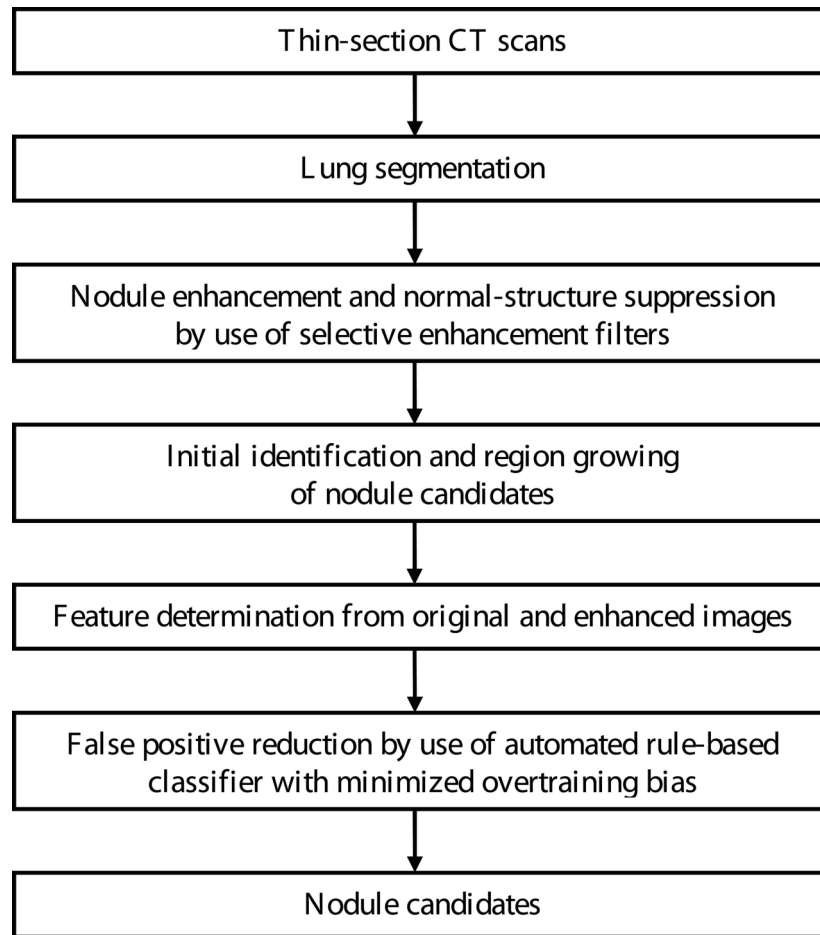 Thin-section CT scans
Lung segmentation
Nodule enhancement and normal-structure suppression
by use of selective enhancement filters
Initial identification and region growing
of nodule candidates
Feature determination from original and enhanced images
False positive reduction by use of automated rule-based
classifier with minimized overtraining bias
Nodule candidates